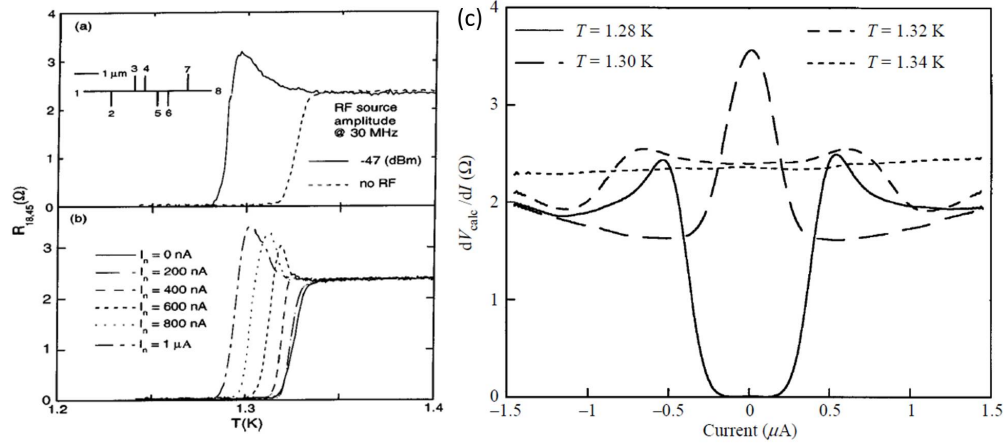 (a)
4
1 μm 3 4 7
1 8
2 5 6
3
RF source
amplitude
@ 30 MHz
2
-47 (dBm)
1
no RF
0
R18,45(Ω)
(b)
3
In = 0 nA
In = 200 nA
In = 400 nA
2
In = 600 nA
In = 800 nA
1
In = 1 μA
0
1.2 1.3 1.4
T(K)
(c)
4
T = 1.28 K T = 1.32 K
T = 1.30 K T = 1.34 K
3
2
1
0
dVcalc/dI (Ω)
−1.5 −1 −0.5 0 0.5 1 1.5
Current (μA)